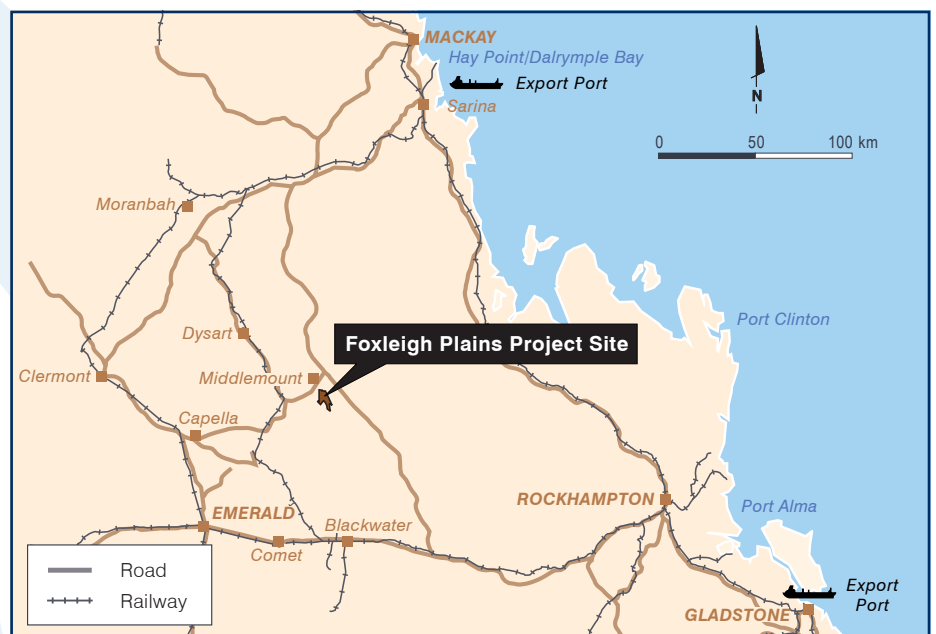 MACKAY
Hay Point/Dalrymple Bay
Export Port
Sarina
N
0 50 100 km
Moranbah
Port Clinton
Dysart
Foxleigh Plains Project Site
Clermont
Middlemount
Capella
ROCKHAMPTON
Port Alma
EMERALD
Blackwater
Comet
Road
Railway
Export
Port
GLADSTONE